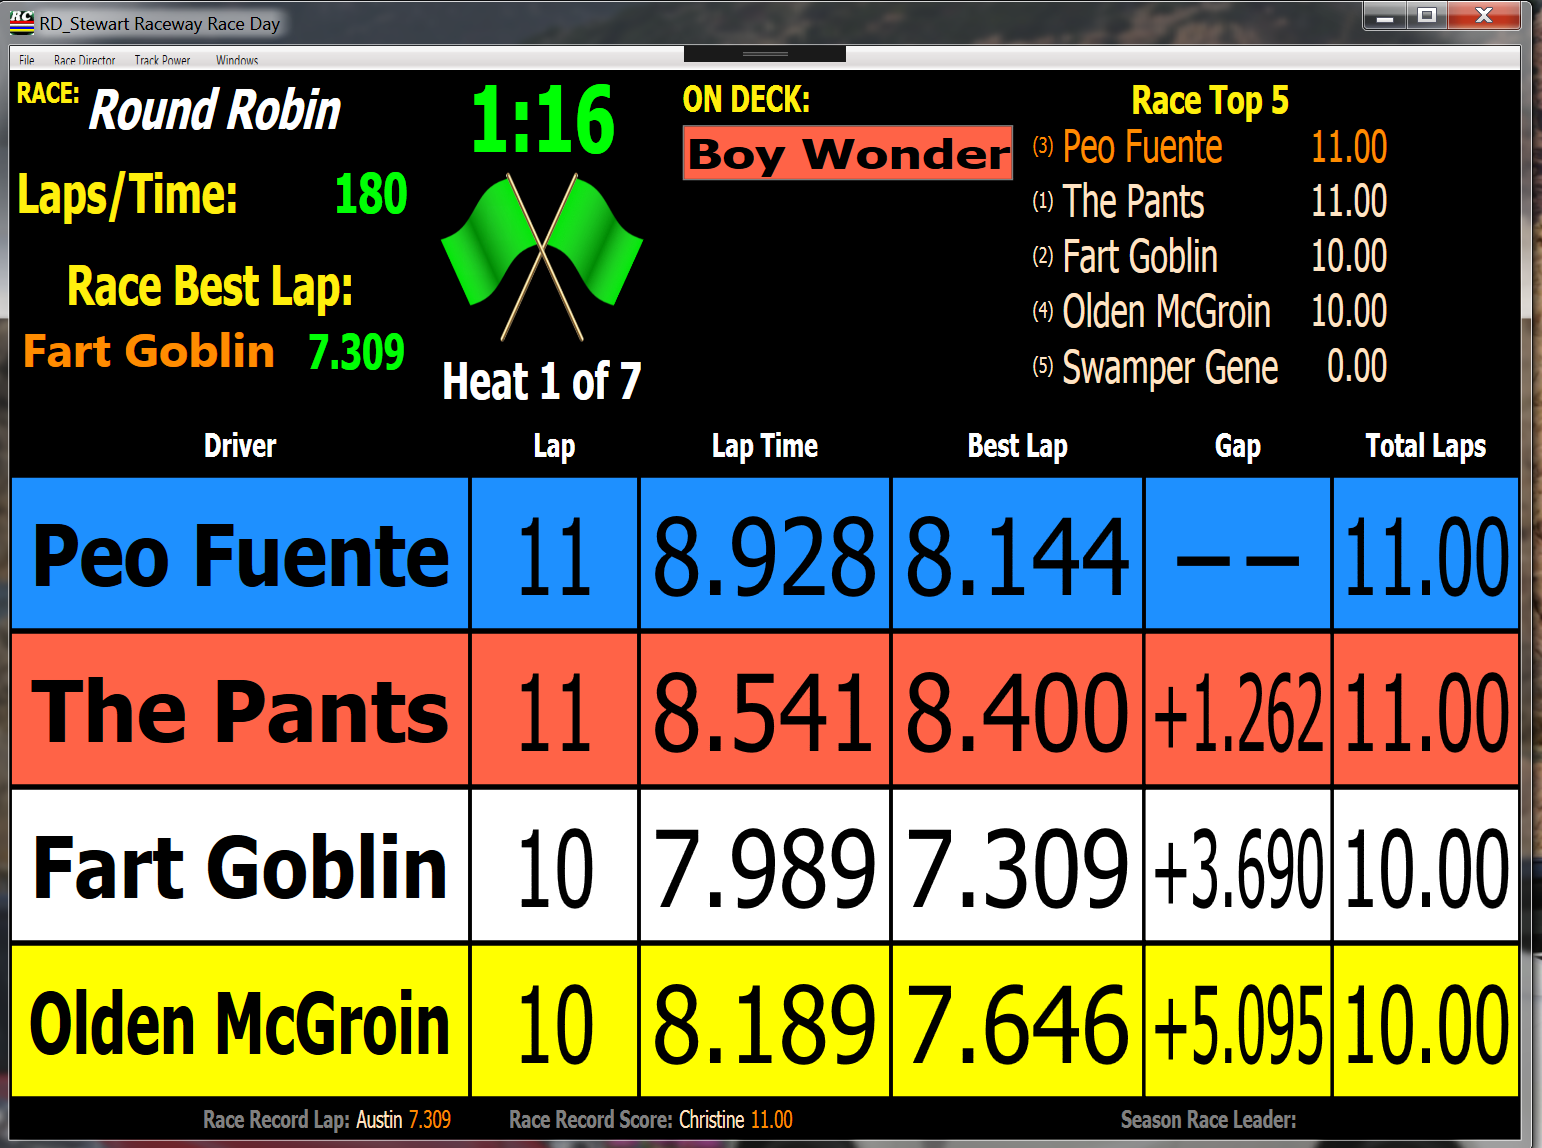 RC RD_Stewart Raceway Race Day
File Race Director Track Power Windows
RACE: Round Robin
1:16
Laps/Time: 180
Race Best Lap:
Fart Goblin 7.309
Heat 1 of 7
ON DECK:
Boy Wonder
Race Top 5
(3) Peo Fuente 11.00
(1) The Pants 11.00
(2) Fart Goblin 10.00
(4) Olden McGroin 10.00
(5) Swamper Gene 0.00
Driver Lap Lap Time Best Lap Gap Total Laps
Peo Fuente 11 8.928 8.144 – – 11.00
The Pants 11 8.541 8.400 +1.262 11.00
Fart Goblin 10 7.989 7.309 +3.690 10.00
Olden McGroin 10 8.189 7.646 +5.095 10.00
Race Record Lap: Austin 7.309 Race Record Score: Christine 11.00 Season Race Leader: